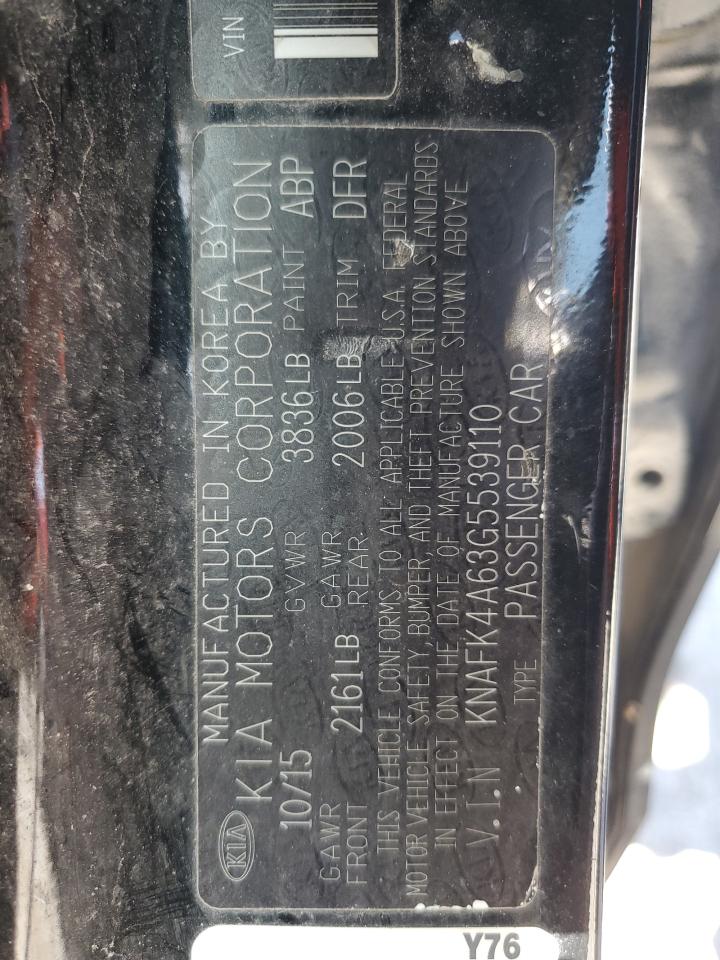 VIN
MANUFACTURED IN KOREA BY
KIA KIA MOTORS CORPORATION
10/15 GVWR 3836LB PAINT ABP
GAWR FRONT 2161LB GAWR REAR 2006LB TRIM DFR
THIS VEHICLE CONFORMS TO ALL APPLICABLE U.S.A. FEDERAL
MOTOR VEHICLE SAFETY, BUMPER, AND THEFT PREVENTION STANDARDS
IN EFFECT ON THE DATE OF MANUFACTURE SHOWN ABOVE
V.I.N KNAFK4A63G5539110
TYPE PASSENGER CAR
Y76